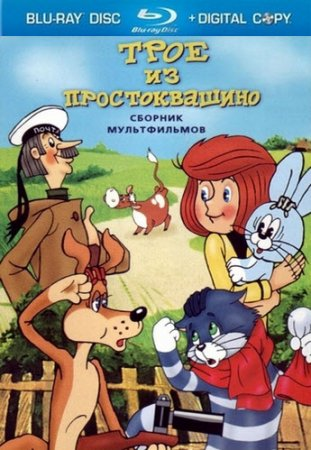 BLU-RAY DISC Blu-ray Disc + DIGITAL COPY.
ТРОЕ
ИЗ
ПРОСТОКВАШИНО
СБОРНИК
МУЛЬТФИЛЬМОВ
ПОЧТА